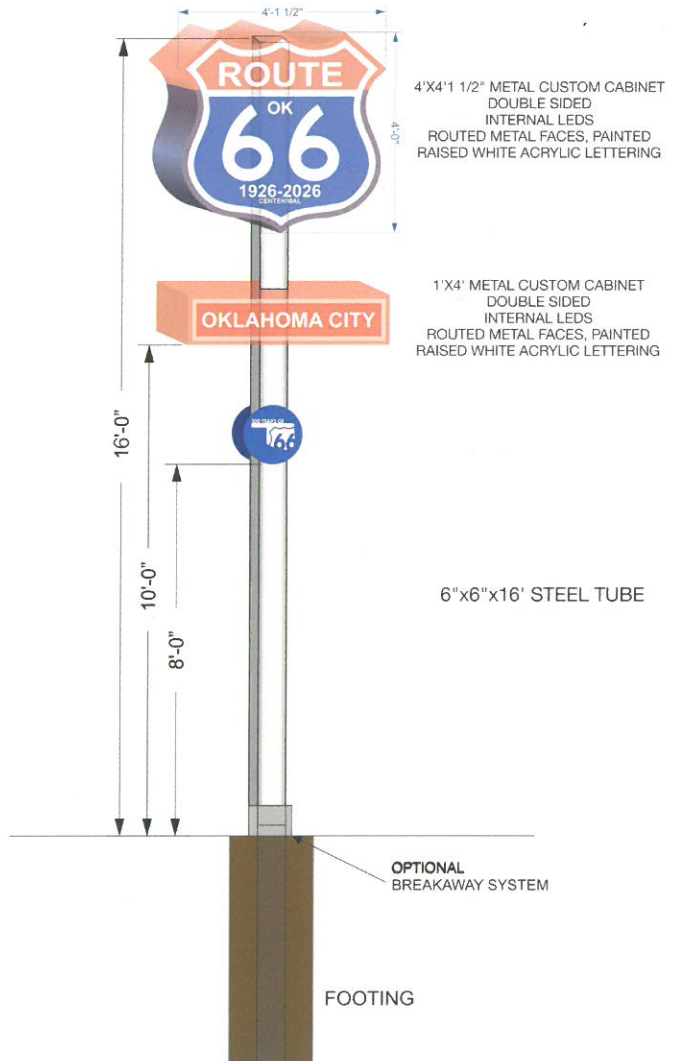 4'-1 1/2"
ROUTE
OK
66
1926-2026
CENTENNIAL
4'-0"
4'X4'1 1/2" METAL CUSTOM CABINET
DOUBLE SIDED
INTERNAL LEDS
ROUTED METAL FACES, PAINTED
RAISED WHITE ACRYLIC LETTERING
OKLAHOMA CITY
1'X4' METAL CUSTOM CABINET
DOUBLE SIDED
INTERNAL LEDS
ROUTED METAL FACES, PAINTED
RAISED WHITE ACRYLIC LETTERING
66
16'-0"
10'-0"
8'-0"
6"x6"x16' STEEL TUBE
OPTIONAL
BREAKAWAY SYSTEM
FOOTING